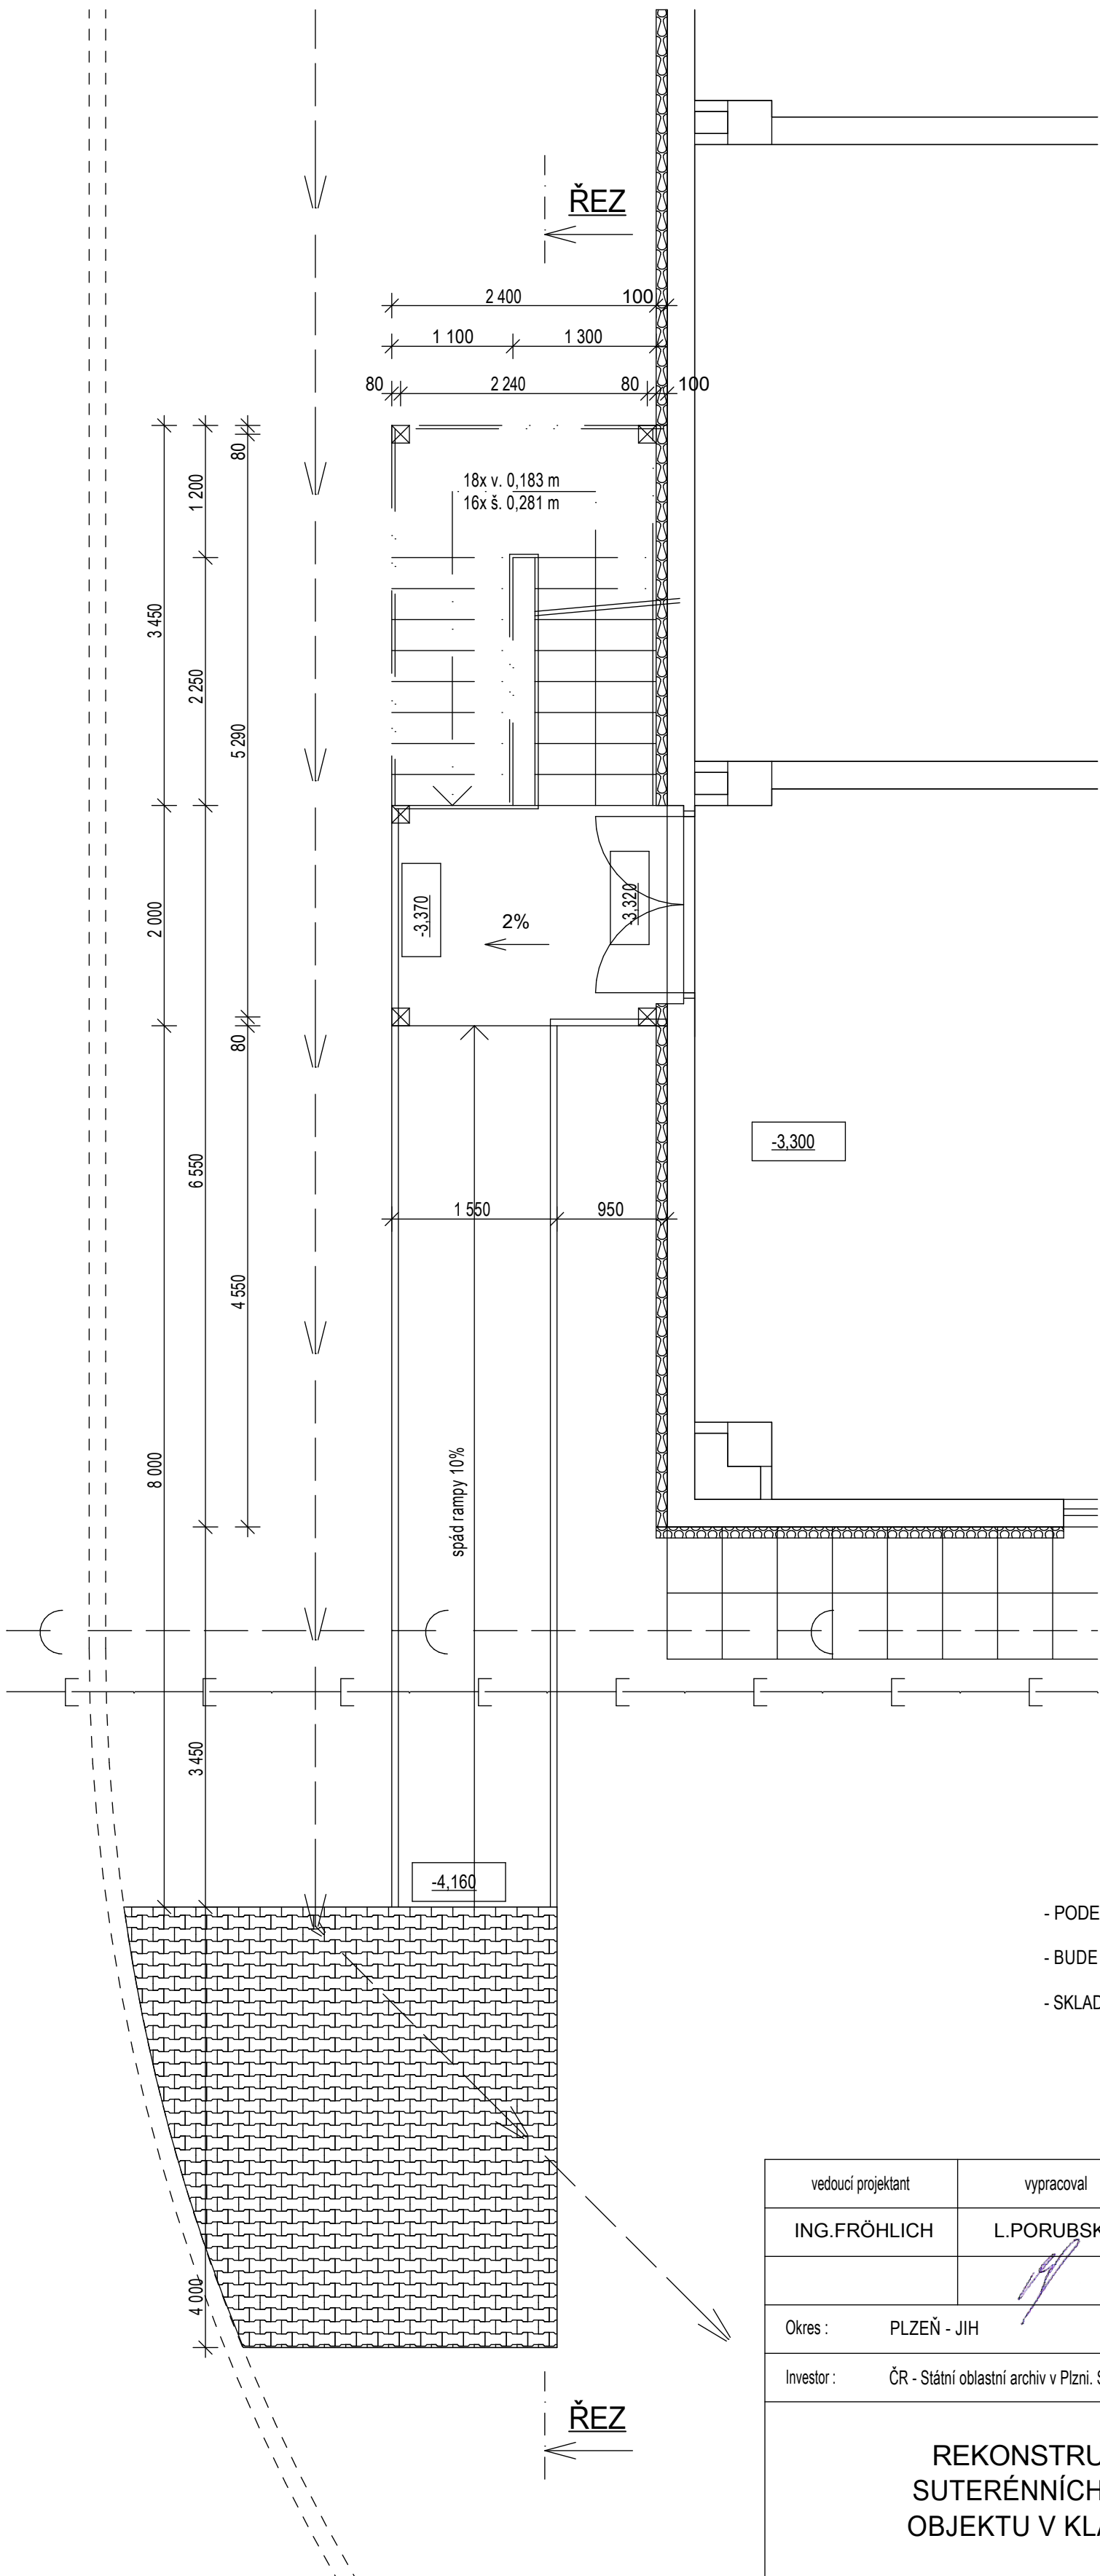 ŘEZ
2 400
100
1 100
1 300
80
2 240
80
100
80
1 200
18x v. 0,183 m
16x š. 0,281 m
3 450
2 250
5 290
2 000
-3,370
-3,320
2%
80
6 550
-3,300
1 550
950
4 550
8 000
spád rampy 10%
3 450
-4,160
- PODE
- BUDE
- SKLAD
vedoucí projektant
vypracoval
ING.FRÖHLICH
L.PORUBSK
4 000
Okres :
PLZEŇ - JIH
Investor :
ČR - Státní oblastní archiv v Plzni. S
ŘEZ
REKONSTRU
SUTERÉNNÍCH
OBJEKTU V KLA